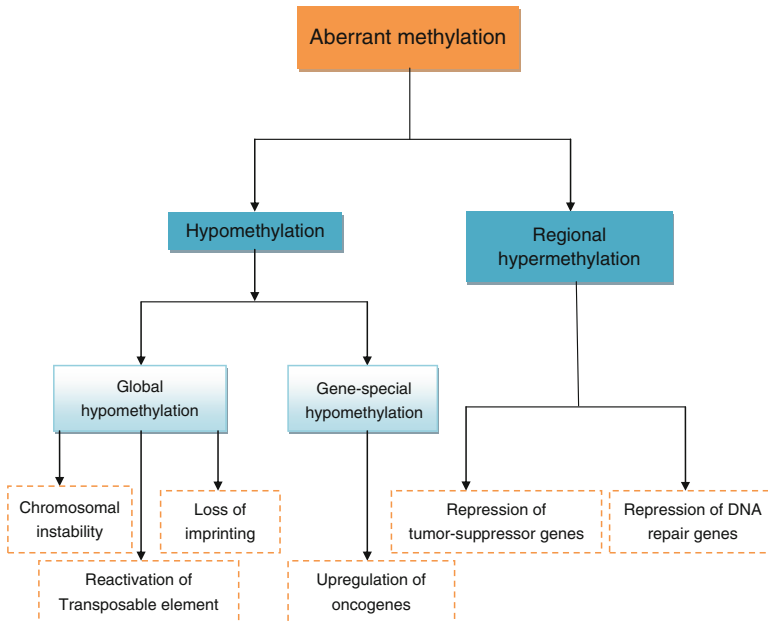 Aberrant methylation
Hypomethylation
Regional
hypermethylation
Global
hypomethylation
Gene-special
hypomethylation
Chromosomal
instability
Loss of
imprinting
Repression of
tumor-suppressor genes
Repression of DNA
repair genes
Reactivation of
Transposable element
Upregulation of
oncogenes